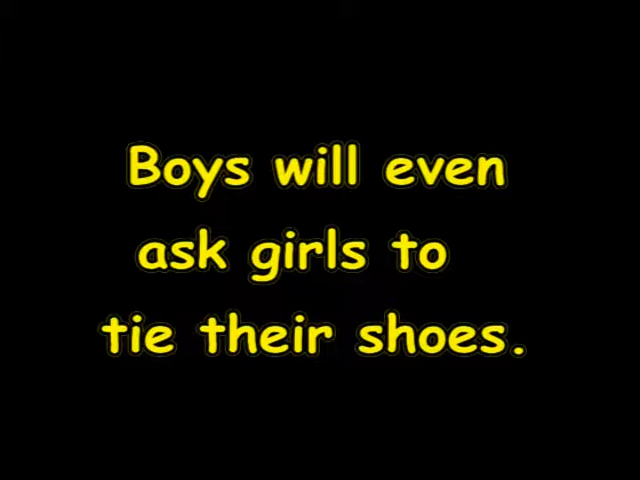 Boys will even
ask girls to
tie their shoes.